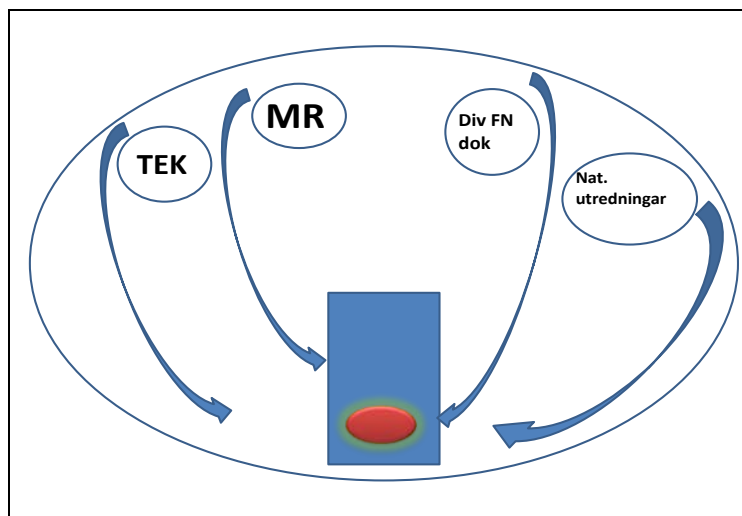 TEK
MR
Div FN
dok
Nat.
utredningar